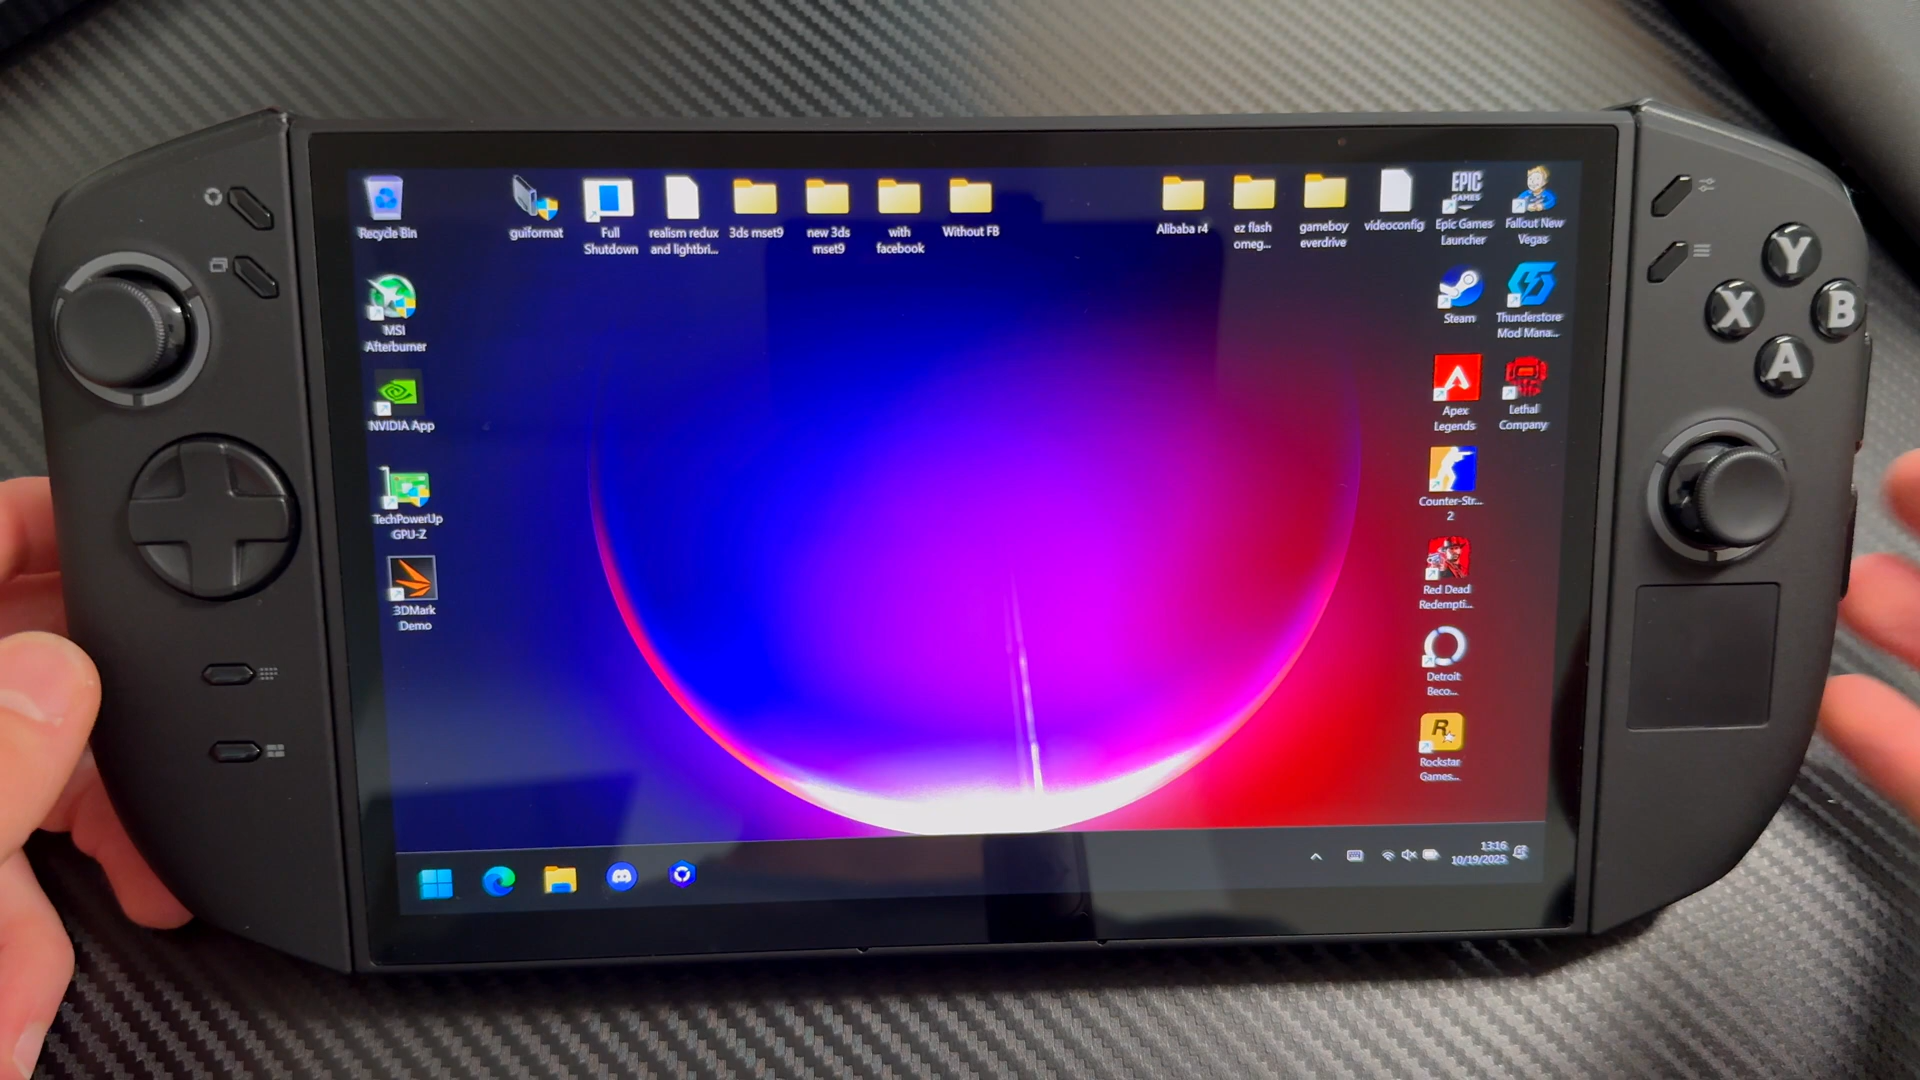 Recycle Bin
guiformat
Full
Shutdown
realism redux
and lightbri...
3ds mset9
new 3ds
mset9
with
facebook
Without FB
Alibaba r4
ez flash
omeg...
gameboy
everdrive
videoconfig
EPIC
GAMES
Epic Games
Launcher
Fallout New
Vegas
MSI
Afterburner
Steam
Thunderstore
Mod Mana...
NVIDIA App
Apex
Legends
Lethal
Company
TechPowerUp
GPU-Z
Counter-Str...
2
3DMark
Demo
Red Dead
Redempti...
Detroit
Beco...
R
Rockstar
Games...
13:16
10/19/2025
Y
X
B
A